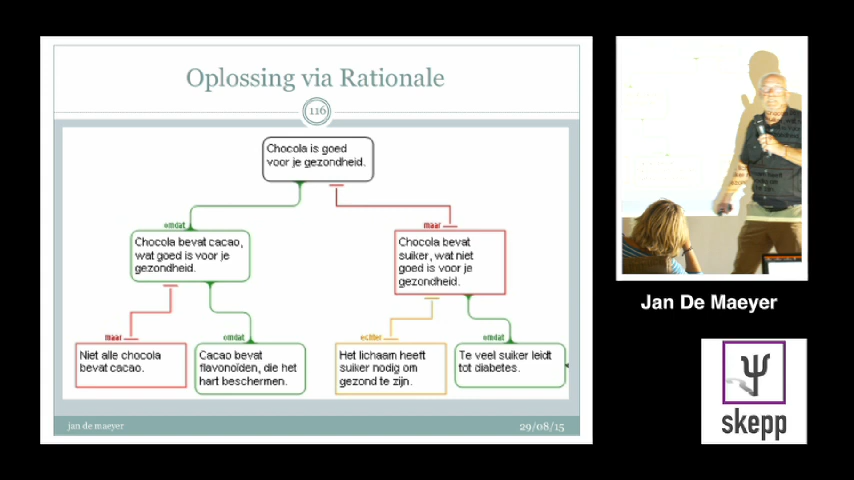 Oplossing via Rationale
116
Chocola is goed
voor je gezondheid.
omdat
maar
Chocola bevat cacao,
wat goed is voor je
gezondheid.
Chocola bevat
suiker, wat niet
goed is voor je
gezondheid.
maar
omdat
echter
omdat
Niet alle chocola
bevat cacao.
Cacao bevat
flavonoïden, die het
hart beschermen.
Het lichaam heeft
suiker nodig om
gezond te zijn.
Te veel suiker leidt
tot diabetes.
jan de maeyer
29/08/15
Jan De Maeyer
Ψ
skepp